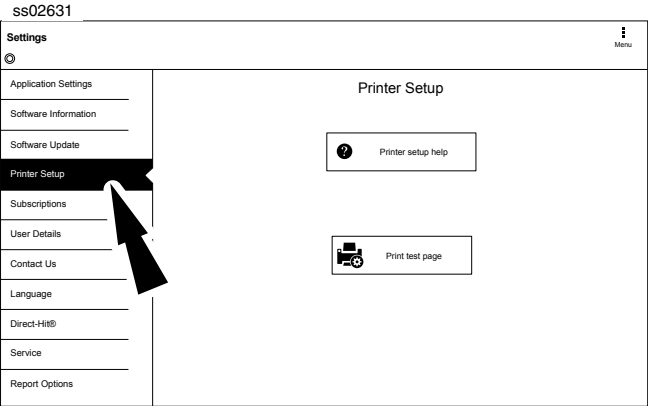 ss02631
Settings
Menu
Application Settings
Software Information
Software Update
Printer Setup
Subscriptions
User Details
Contact Us
Language
Direct-Hit®
Service
Report Options
Printer Setup
?
Printer setup help
Print test page